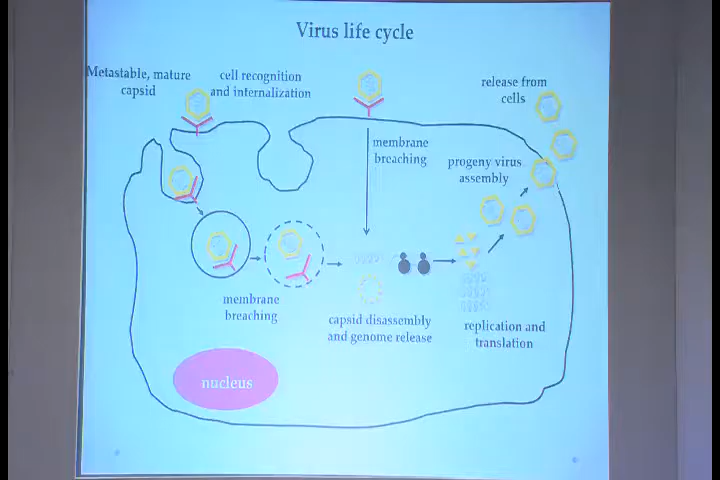 Virus life cycle
Metastable, mature
capsid
cell recognition
and internalization
release from
cells
membrane
breaching
progeny virus
assembly
membrane
breaching
capsid disassembly
and genome release
replication and
translation
nucleus